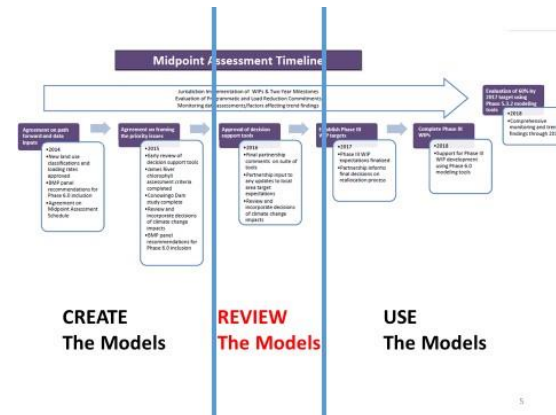 Midpoint Assessment Timeline
Jurisdiction Implementation of WIPs & Two-Year Milestones
Evaluation of Programmatic and Load Reduction Commitments
Monitoring data assessments/factors affecting trend findings
Agreement on path
forward and data
inputs
•2014
•New land use
classifications and
loading rates
approved
•BMP panel
recommendations for
Phase 6.0 inclusion
•Agreement on
Midpoint Assessment
Schedule
Agreement on framing
the priority issues
•2015
•Early review of
decision support tools
•James River
chlorophyll
assessment criteria
completed
•Conowingo Dam
study complete
•Review and
incorporate decisions
of climate change
impacts
•BMP panel
recommendations for
Phase 6.0 inclusion
Approval of decision
support tools
•2016
•Final partnership
comments on suite of
tools
•Partnership input to
any updates to local
area target
expectations
•Review and
incorporate decisions
of climate change
impacts
Establish Phase III
WIP targets
•2017
•Phase III WIP
expectations finalized
•Partnership informs
final decisions on
reallocation process
Complete Phase III
WIPs
•2018
•Support for Phase III
WIP development
using Phase 6.0
modeling tools
Evaluation of 60% by
2017 target using
Phase 5.3.2 modeling
tools
•2018
•Comprehensive
monitoring and tren
findings through 20
CREATE
The Models
REVIEW
The Models
USE
The Models
5